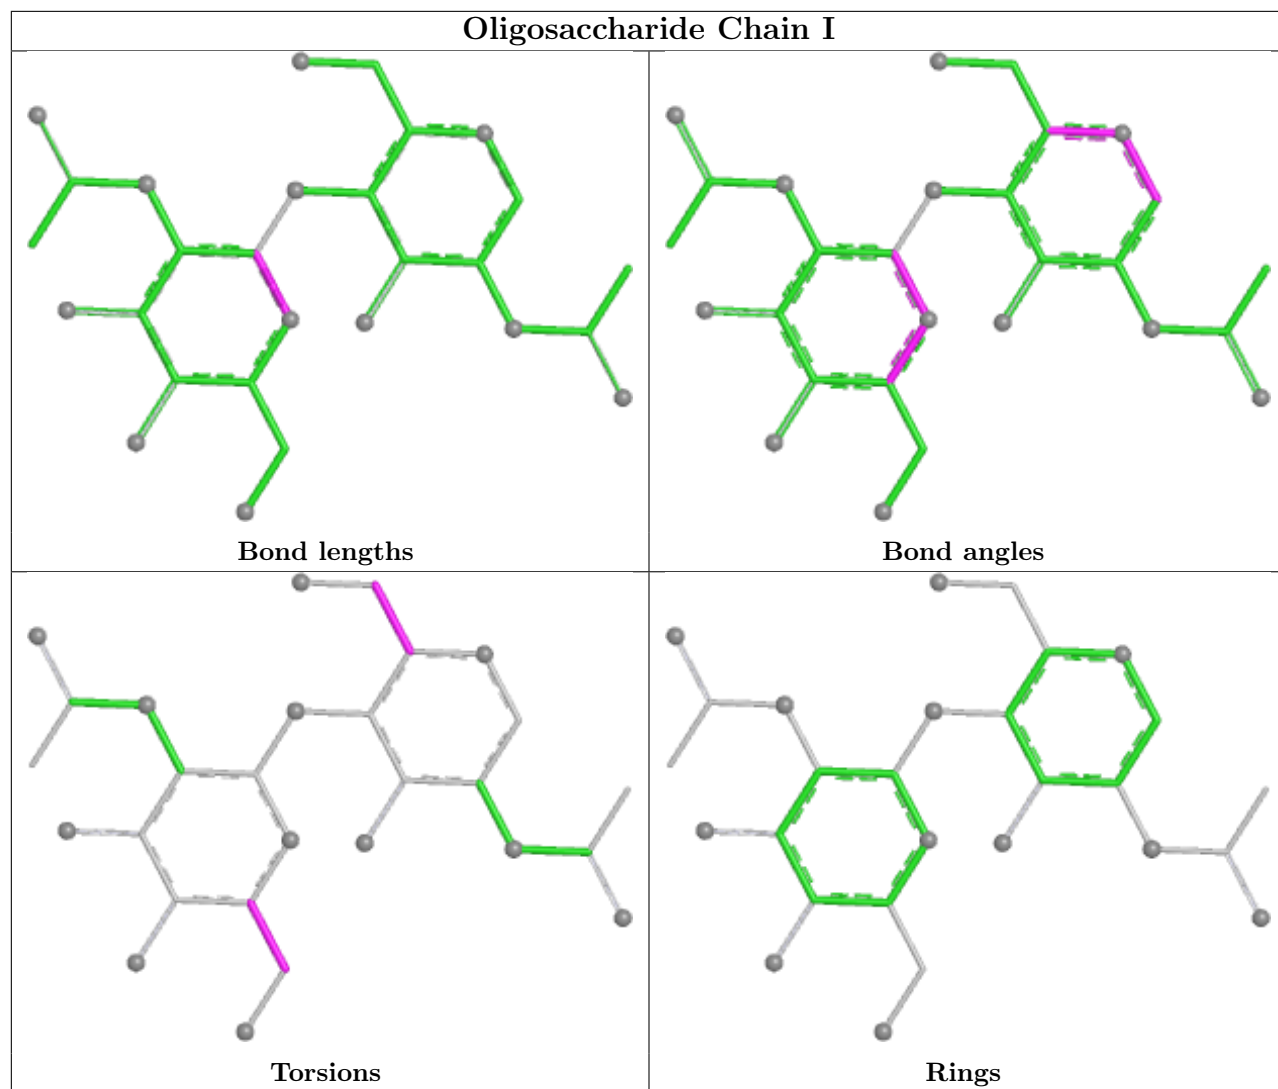 Oligosaccharide Chain I
Bond lengths
Bond angles
Torsions
Rings